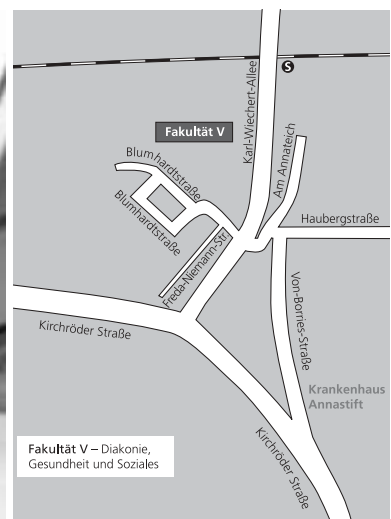 S
Karl-Wiechert-Allee
Fakultät V
Am Annateich
Blumhardtstraße
Blumhardtstraße
Haubergstraße
Freda-Niemann-Str.
Von-Borries-Straße
Kirchröder Straße
Krankenhaus
Annastift
Kirchröder Straße
Fakultät V – Diakonie,
Gesundheit und Soziales